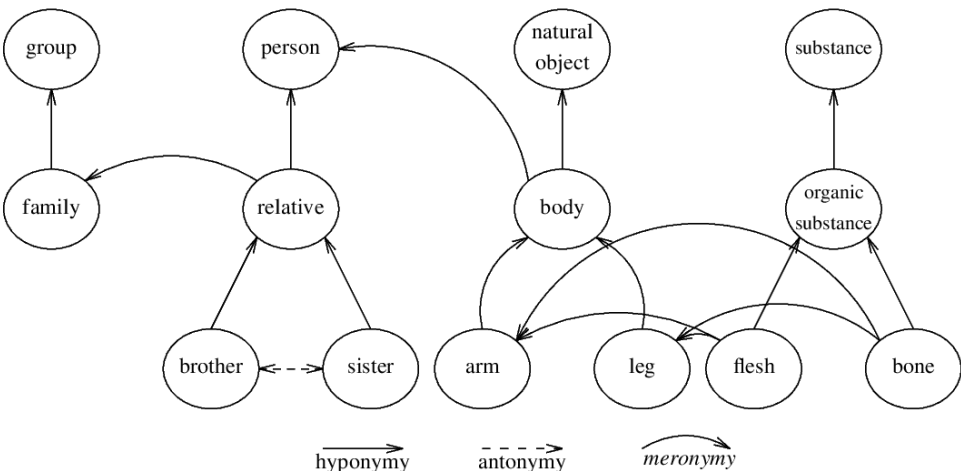 group
person
natural
object
substance
family
relative
body
organic
substance
brother
sister
arm
leg
flesh
bone
hyponymy
antonymy
meronymy